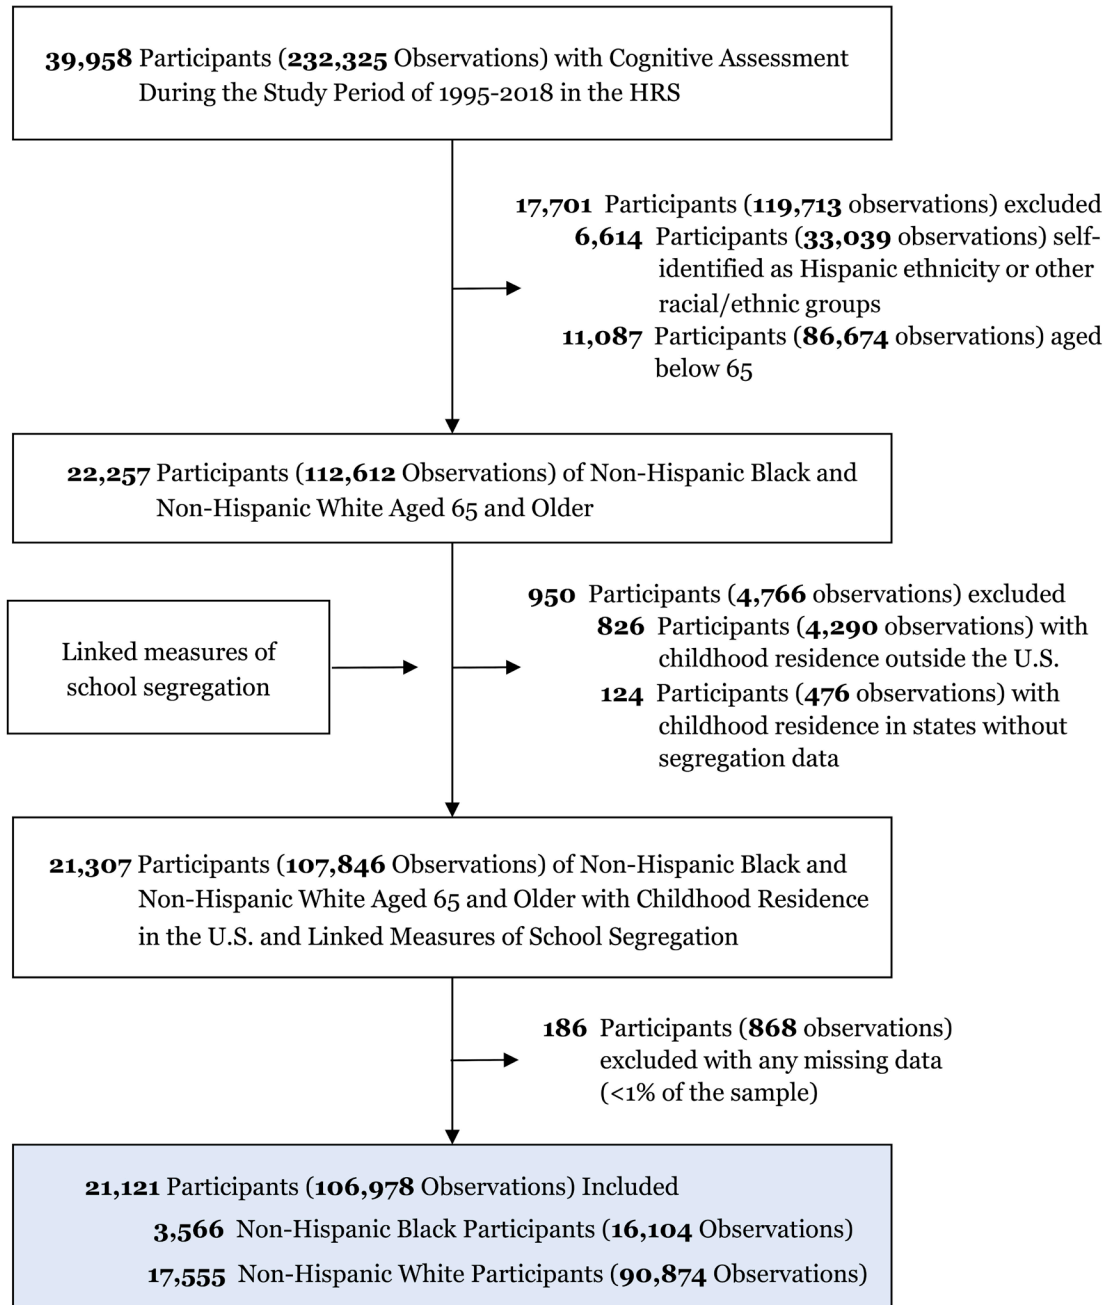 39,958 Participants (232,325 Observations) with Cognitive Assessment
During the Study Period of 1995-2018 in the HRS
17,701 Participants (119,713 observations) excluded
6,614 Participants (33,039 observations) self-
identified as Hispanic ethnicity or other
racial/ethnic groups
11,087 Participants (86,674 observations) aged
below 65
22,257 Participants (112,612 Observations) of Non-Hispanic Black and
Non-Hispanic White Aged 65 and Older
950 Participants (4,766 observations) excluded
826 Participants (4,290 observations) with
childhood residence outside the U.S.
124 Participants (476 observations) with
childhood residence in states without
segregation data
Linked measures of
school segregation
21,307 Participants (107,846 Observations) of Non-Hispanic Black and
Non-Hispanic White Aged 65 and Older with Childhood Residence
in the U.S. and Linked Measures of School Segregation
186 Participants (868 observations)
excluded with any missing data
(<1% of the sample)
21,121 Participants (106,978 Observations) Included
3,566 Non-Hispanic Black Participants (16,104 Observations)
17,555 Non-Hispanic White Participants (90,874 Observations)